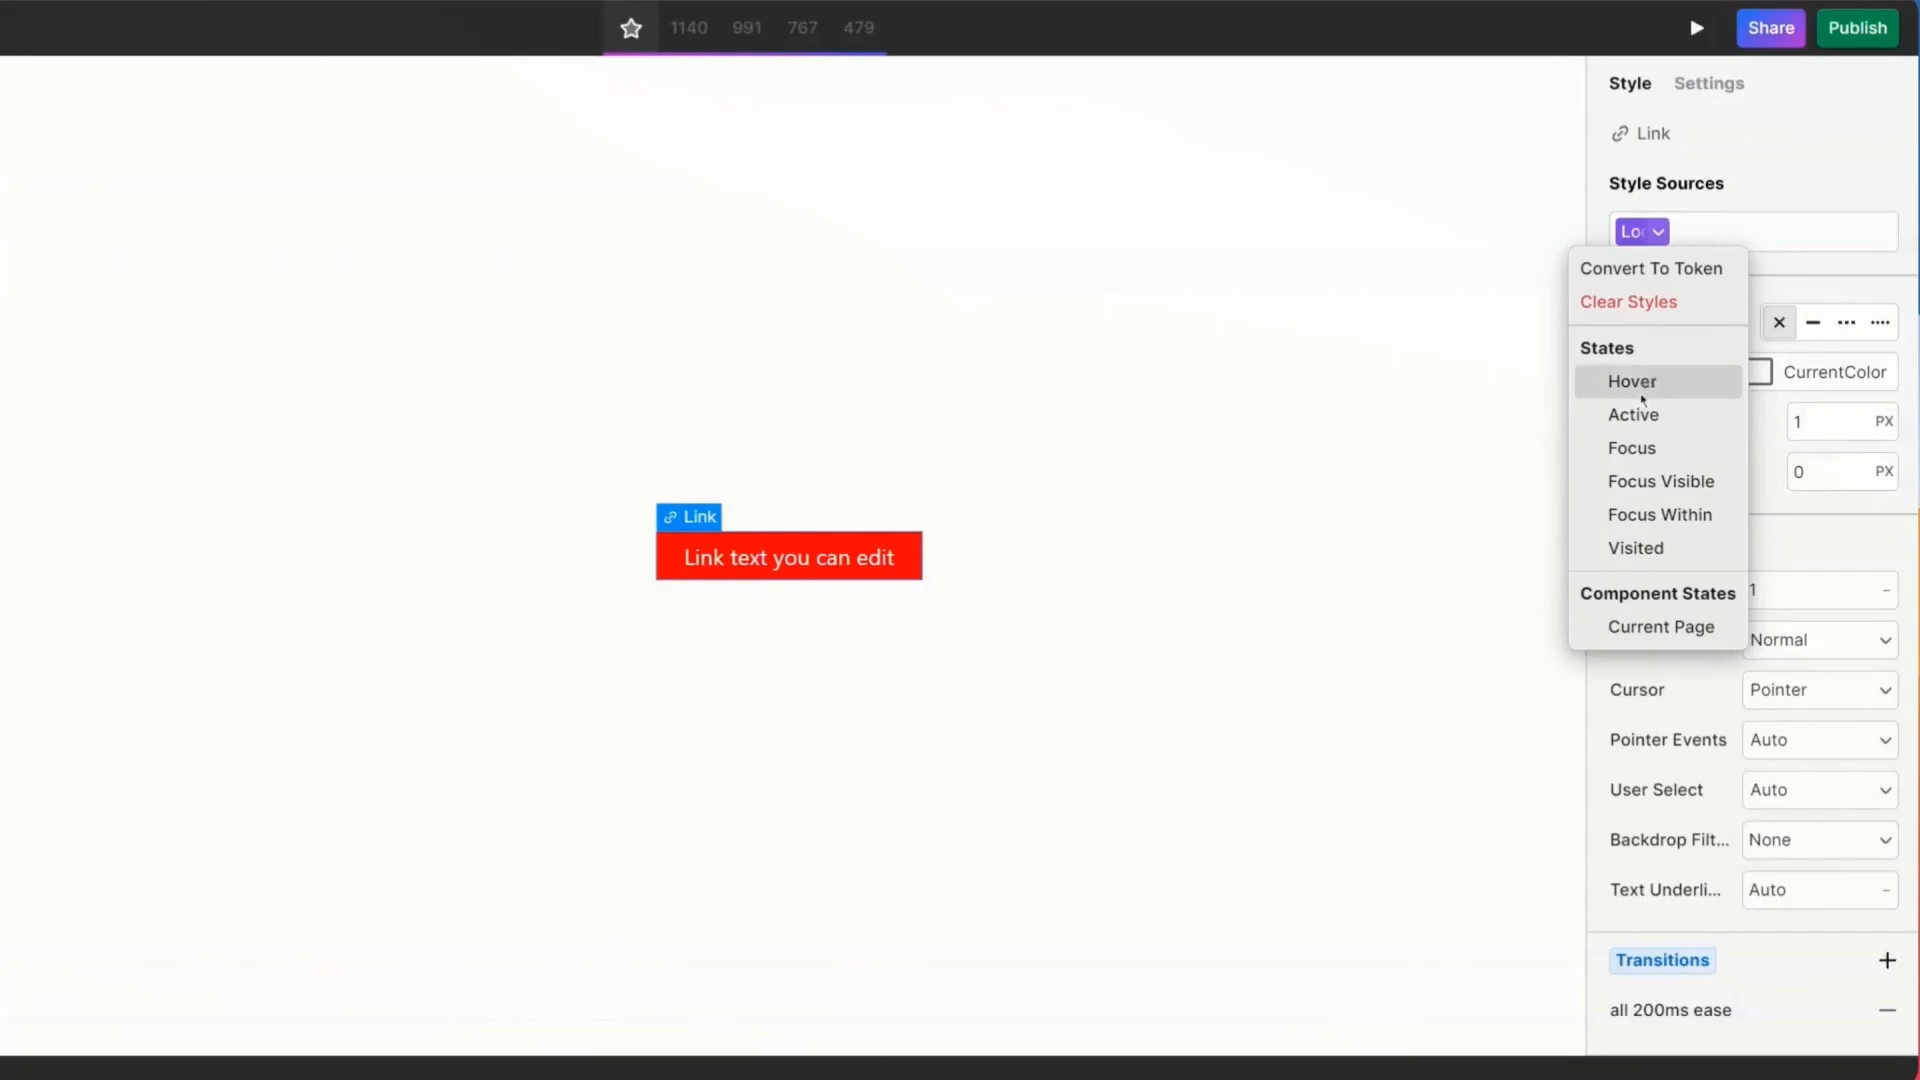 1140 991 767 479
Share Publish
Style Settings
Link
Style Sources
Convert To Token
Clear Styles
States
Hover
CurrentColor
Active
1 PX
Focus
0 PX
Focus Visible
Focus Within
Link
Visited
Link text you can edit
Component States
1
Current Page
Normal
Cursor Pointer
Pointer Events Auto
User Select Auto
Backdrop Filt... None
Text Underli... Auto
Transitions
all 200ms ease